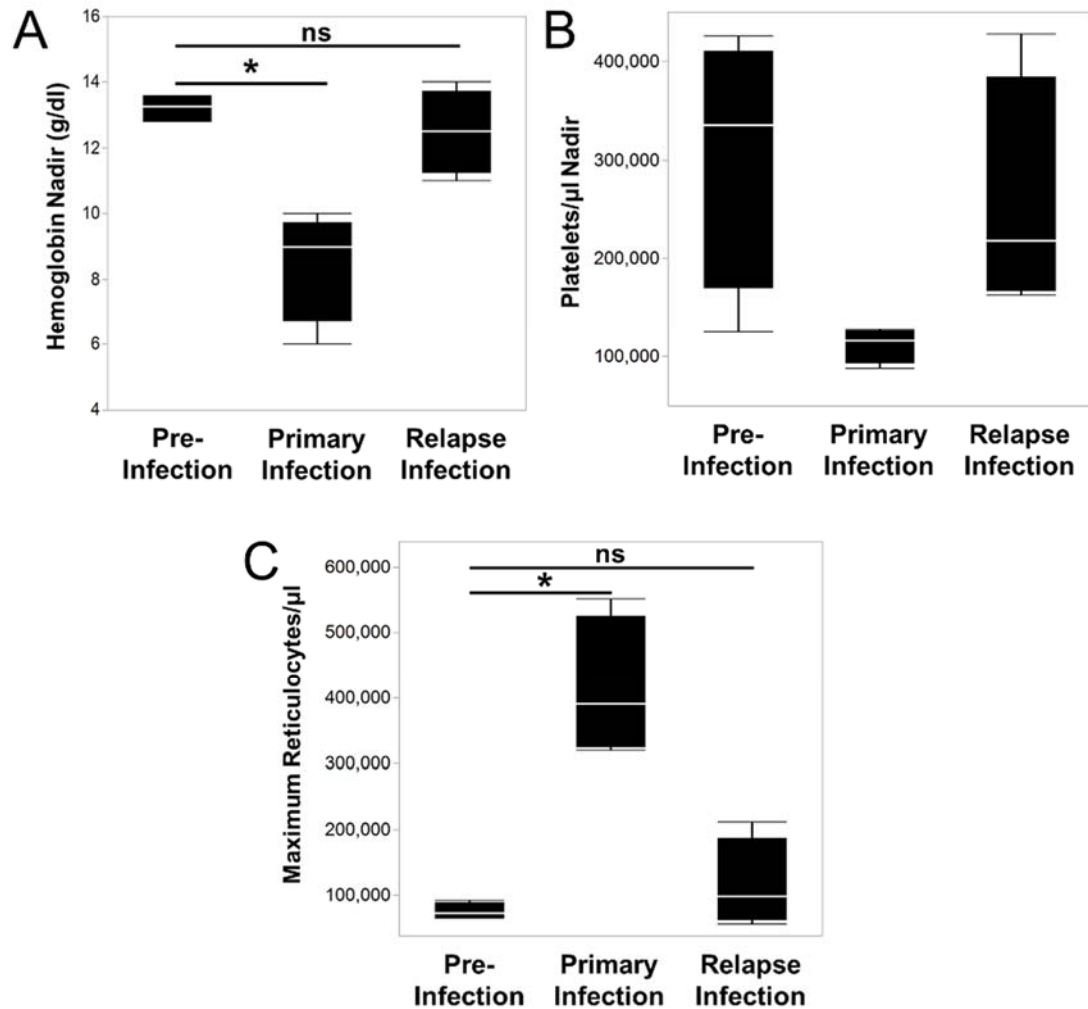 A
Hemoglobin Nadir (g/dl)
16
14
12
10
8
6
4
ns
*
Pre-
Infection
Primary
Infection
Relapse
Infection
B
Platelets/µl Nadir
400,000
300,000
200,000
100,000
Pre-
Infection
Primary
Infection
Relapse
Infection
C
Maximum Reticulocytes/µl
600,000
500,000
400,000
300,000
200,000
100,000
ns
*
Pre-
Infection
Primary
Infection
Relapse
Infection